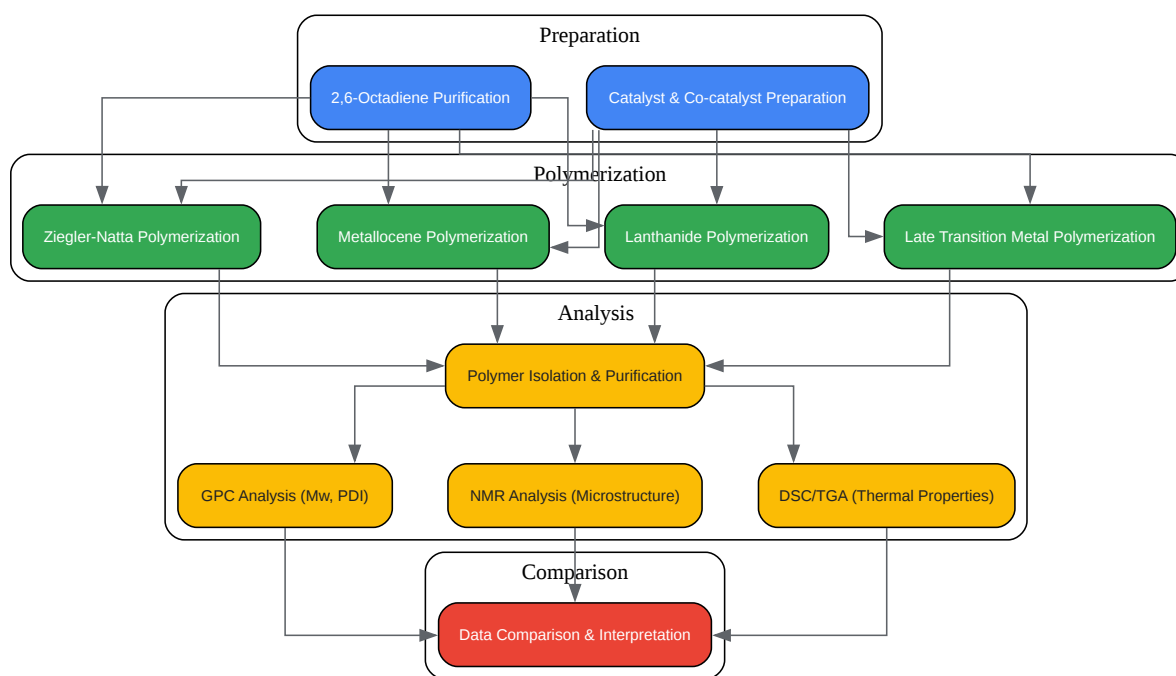 Preparation
2,6-Octadiene Purification
Catalyst & Co-catalyst Preparation
Polymerization
Ziegler-Natta Polymerization
Metallocene Polymerization
Lanthanide Polymerization
Late Transition Metal Polymerization
Analysis
Polymer Isolation & Purification
GPC Analysis (Mw, PDI)
NMR Analysis (Microstructure)
DSC/TGA (Thermal Properties)
Comparison
Data Comparison & Interpretation